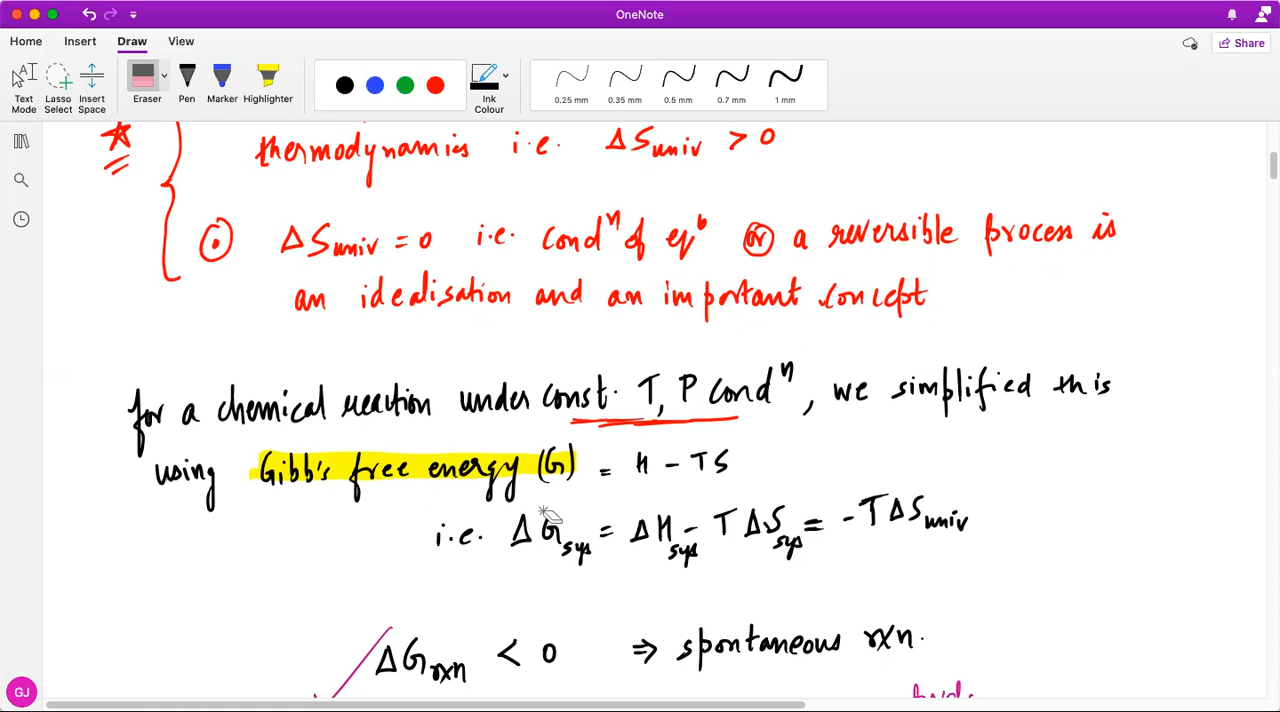 OneNote
Home Insert Draw View
Share
Text Mode
Lasso Select
Insert Space
Eraser
Pen
Marker
Highlighter
Ink Colour
0.25 mm 0.35 mm 0.5 mm 0.7 mm 1 mm
thermodynamics i.e. ΔSuniv > 0
ΔSuniv = 0 i.e. condⁿ of eqᵇ or a reversible process is
an idealisation and an important concept
for a chemical reaction under const. T, P condⁿ, we simplified this
using Gibb's free energy (G) = H - TS
i.e. ΔGsys = ΔHsys - TΔSsys = -TΔSuniv
ΔGrxn < 0 ⇒ spontaneous rxn.
GJ